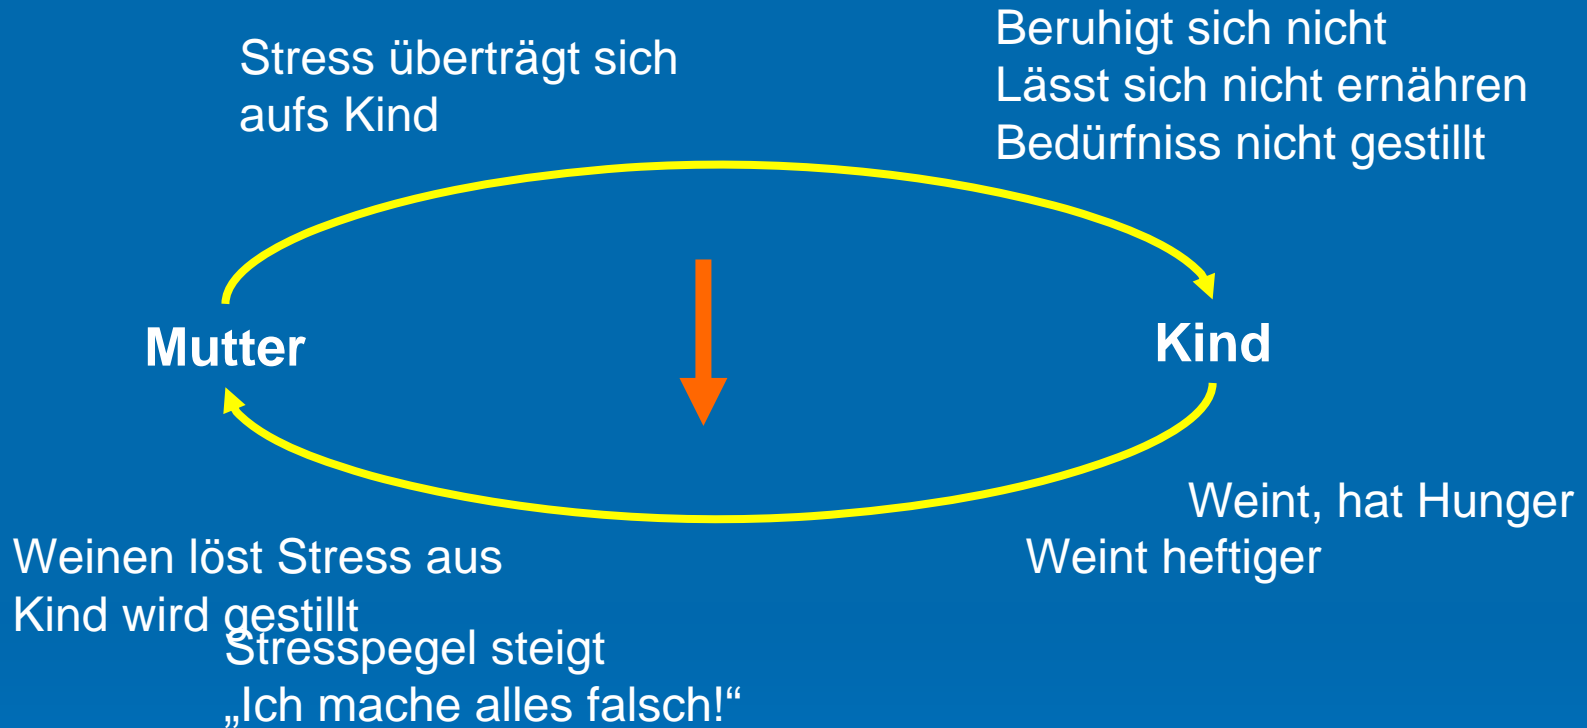 Stress überträgt sich
aufs Kind
Beruhigt sich nicht
Lässt sich nicht ernähren
Bedürfniss nicht gestillt
Mutter
Kind
Weint, hat Hunger
Weint heftiger
Weinen löst Stress aus
Kind wird gestillt
Stresspegel steigt
„Ich mache alles falsch!“